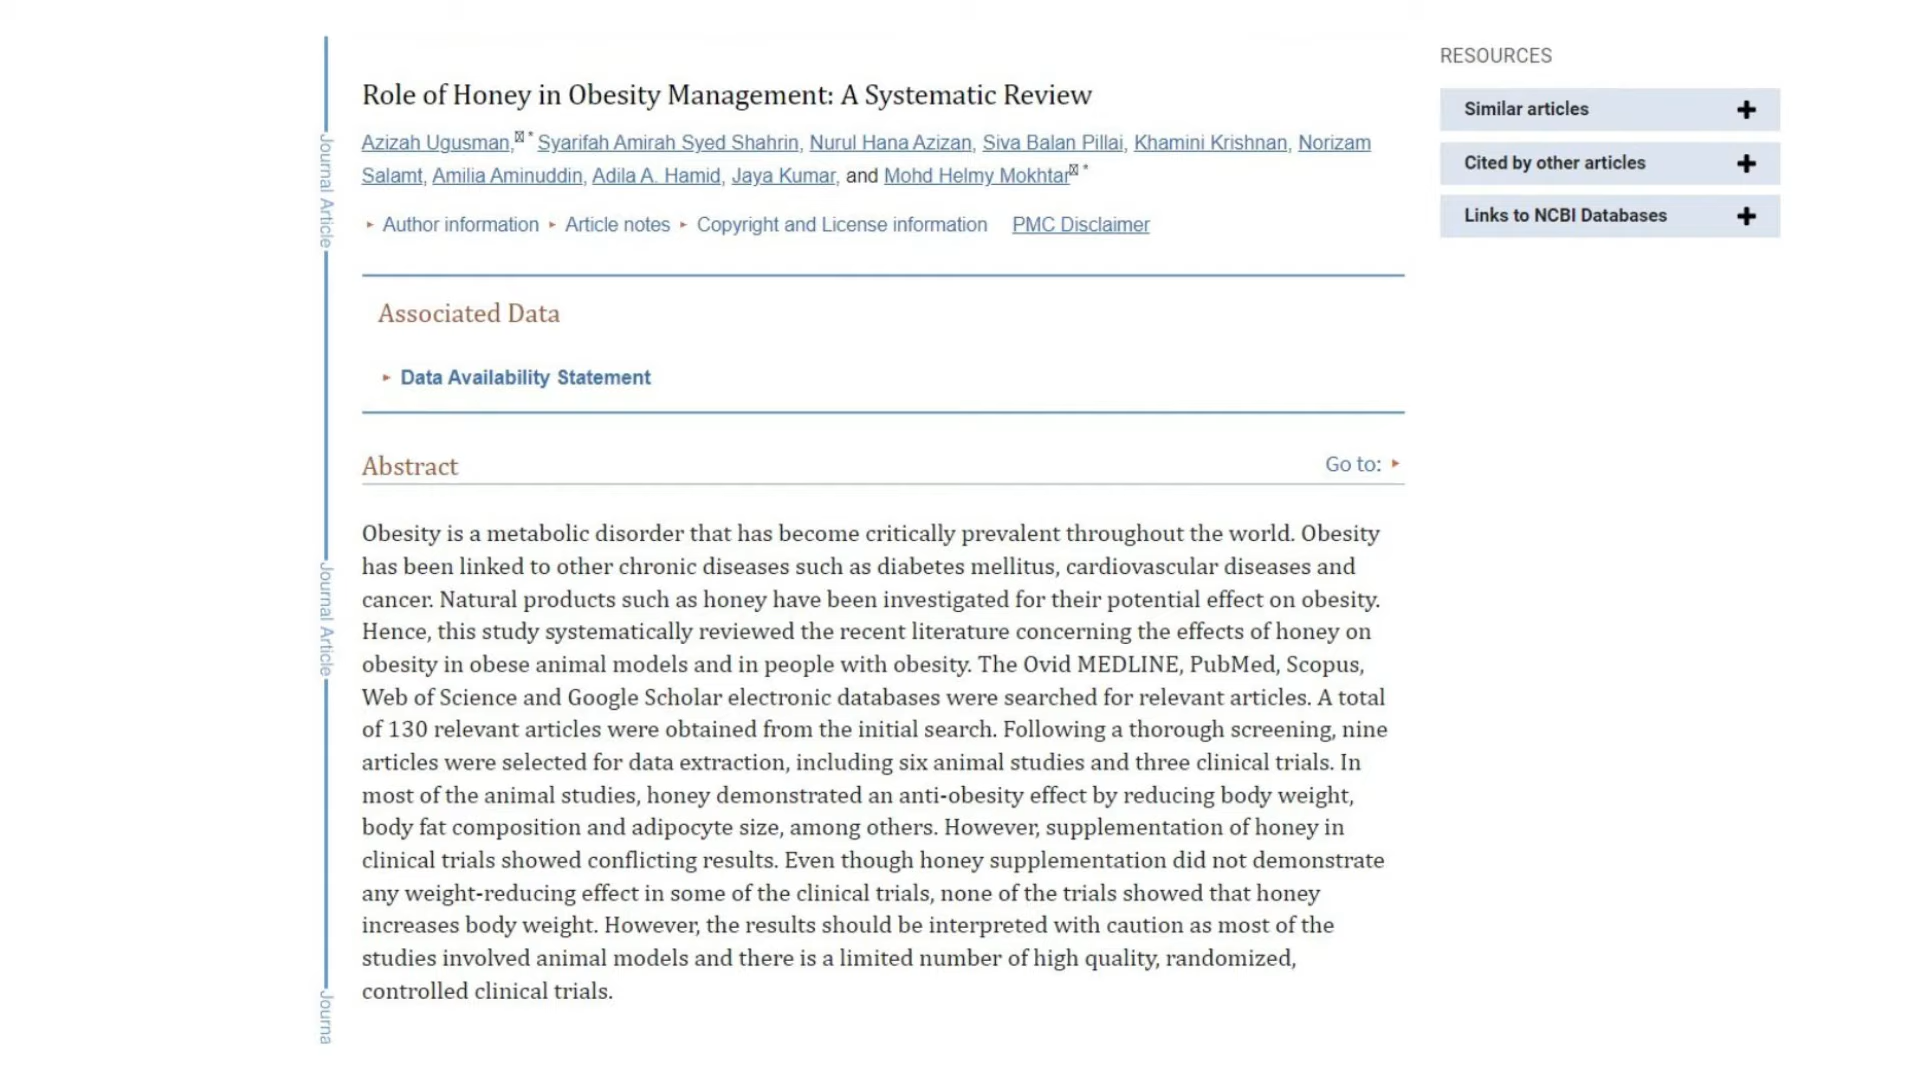 Role of Honey in Obesity Management: A Systematic Review
Azizah Ugusman,* Syarifah Amirah Syed Shahrin, Nurul Hana Azizan, Siva Balan Pillai, Khamini Krishnan, Norizam
Salamt, Amilia Aminuddin, Adila A. Hamid, Jaya Kumar, and Mohd Helmy Mokhtar*
Author information Article notes Copyright and License information PMC Disclaimer
Associated Data
Data Availability Statement
Abstract
Go to:
Obesity is a metabolic disorder that has become critically prevalent throughout the world. Obesity
has been linked to other chronic diseases such as diabetes mellitus, cardiovascular diseases and
cancer. Natural products such as honey have been investigated for their potential effect on obesity.
Hence, this study systematically reviewed the recent literature concerning the effects of honey on
obesity in obese animal models and in people with obesity. The Ovid MEDLINE, PubMed, Scopus,
Web of Science and Google Scholar electronic databases were searched for relevant articles. A total
of 130 relevant articles were obtained from the initial search. Following a thorough screening, nine
articles were selected for data extraction, including six animal studies and three clinical trials. In
most of the animal studies, honey demonstrated an anti-obesity effect by reducing body weight,
body fat composition and adipocyte size, among others. However, supplementation of honey in
clinical trials showed conflicting results. Even though honey supplementation did not demonstrate
any weight-reducing effect in some of the clinical trials, none of the trials showed that honey
increases body weight. However, the results should be interpreted with caution as most of the
studies involved animal models and there is a limited number of high quality, randomized,
controlled clinical trials.
RESOURCES
Similar articles
Cited by other articles
Links to NCBI Databases
Journal Article
Journal Article
Journa